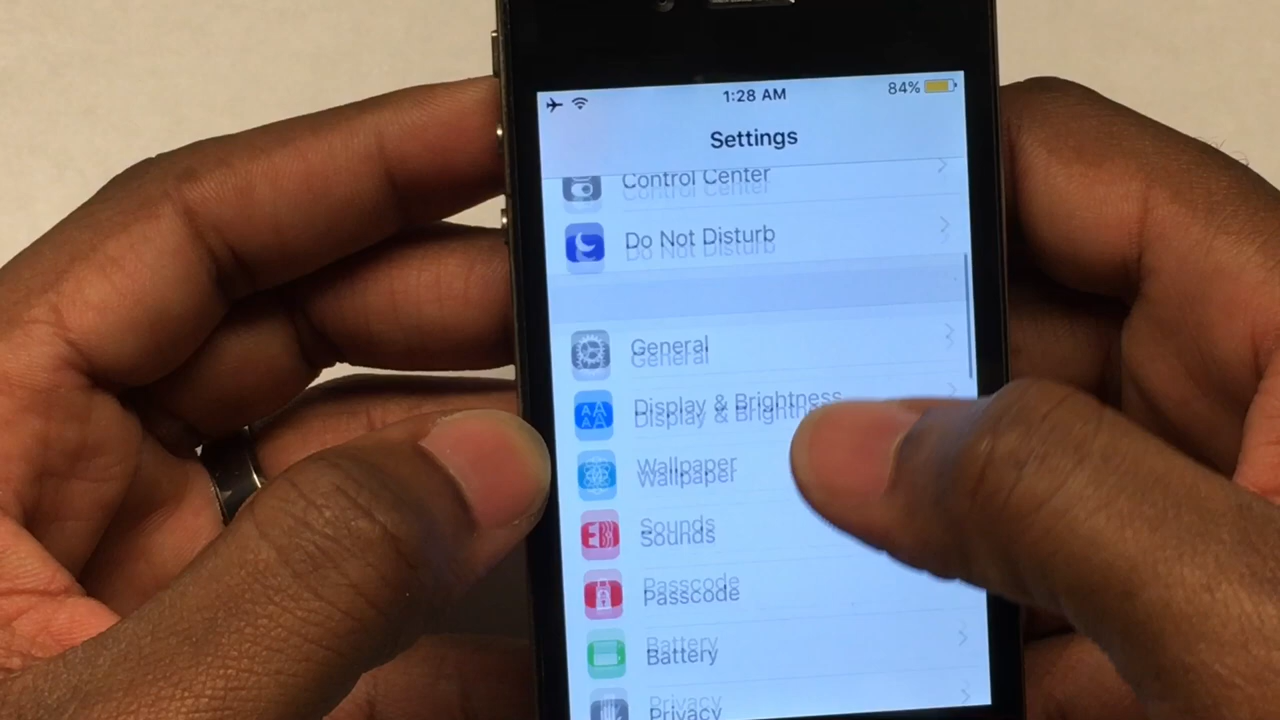 1:28 AM 84%
Settings
Control Center
Do Not Disturb
General
Display & Brightness
Wallpaper
Sounds
Passcode
Battery
Privacy